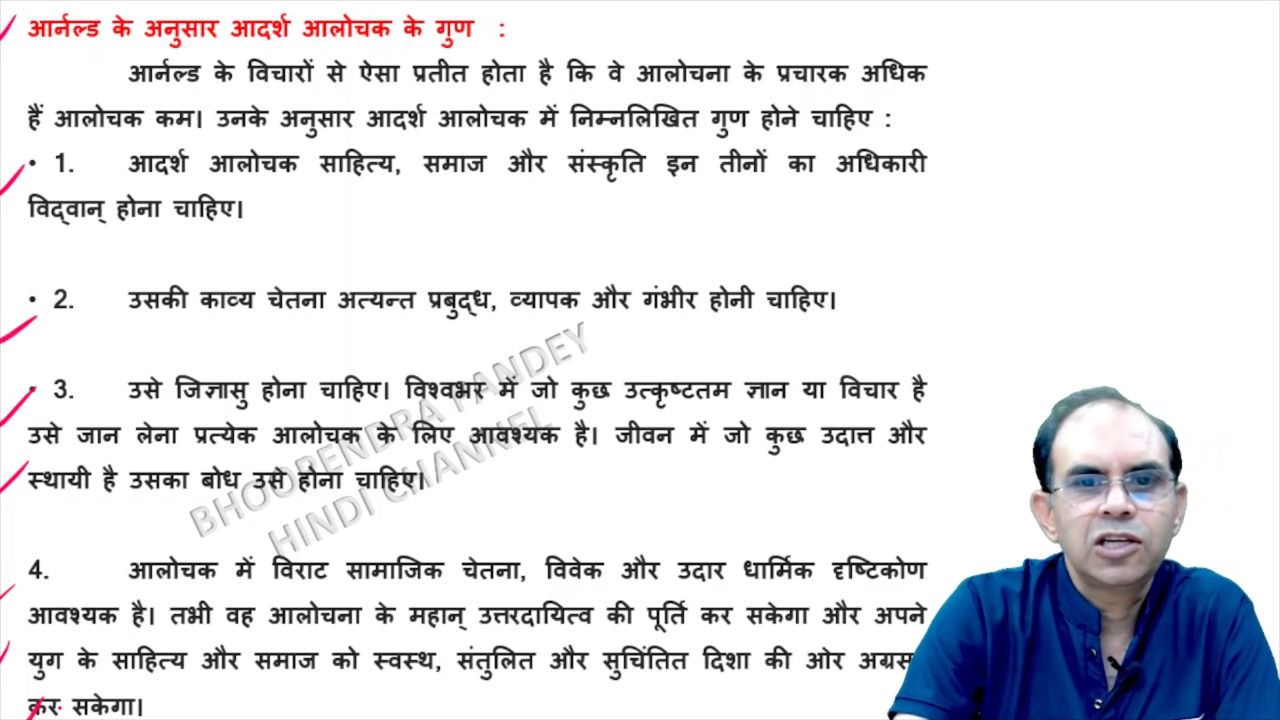 आर्नल्ड के अनुसार आदर्श आलोचक के गुण :
आर्नल्ड के विचारों से ऐसा प्रतीत होता है कि वे आलोचना के प्रचारक अधिक
हैं आलोचक कम। उनके अनुसार आदर्श आलोचक में निम्नलिखित गुण होने चाहिए :
• 1. आदर्श आलोचक साहित्य, समाज और संस्कृति इन तीनों का अधिकारी
विद्वान् होना चाहिए।
• 2. उसकी काव्य चेतना अत्यन्त प्रबुद्ध, व्यापक और गंभीर होनी चाहिए।
• 3. उसे जिज्ञासु होना चाहिए। विश्वभर में जो कुछ उत्कृष्टतम ज्ञान या विचार है
उसे जान लेना प्रत्येक आलोचक के लिए आवश्यक है। जीवन में जो कुछ उदात्त और
स्थायी है उसका बोध उसे होना चाहिए।
4. आलोचक में विराट सामाजिक चेतना, विवेक और उदार धार्मिक दृष्टिकोण
आवश्यक है। तभी वह आलोचना के महान् उत्तरदायित्व की पूर्ति कर सकेगा और अपने
युग के साहित्य और समाज को स्वस्थ, संतुलित और सुचिंतित दिशा की ओर
कर सकेगा।
BHOOPENDRA PANDEY
HINDI CHANNEL